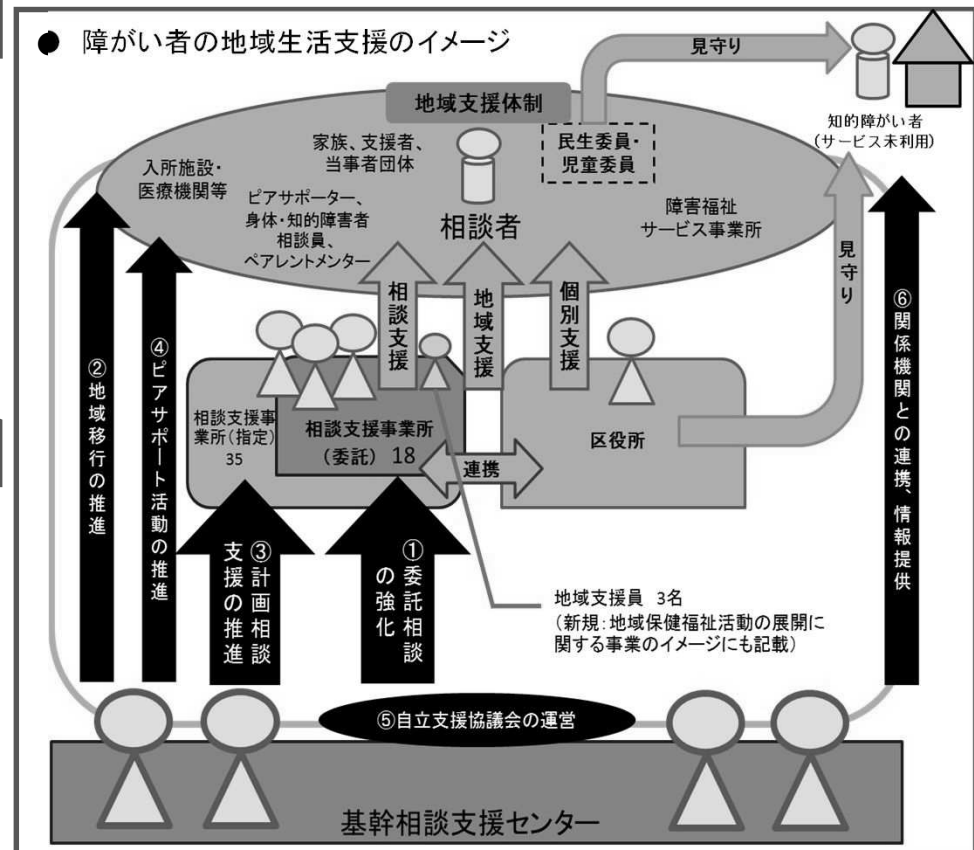 ● 障がい者の地域生活支援のイメージ
見守り
知的障がい者
(サービス未利用)
地域支援体制
家族、支援者、
当事者団体
民生委員・
児童委員
入所施設・
医療機関等
ピアサポーター、
身体・知的障害者
相談員、
ペアレントメンター
相談者
障害福祉
サービス事業所
見守り
相談支援
地域支援
個別支援
②地域移行の推進
④ピアサポート活動の推進
⑥関係機関との連携、情報提供
相談支援事
業所(指定)
35
相談支援事業所
(委託) 18
連携
区役所
③計画相談
支援の推進
①委託相談
の強化
地域支援員 3名
(新規:地域保健福祉活動の展開に
関する事業のイメージにも記載)
⑤自立支援協議会の運営
基幹相談支援センター